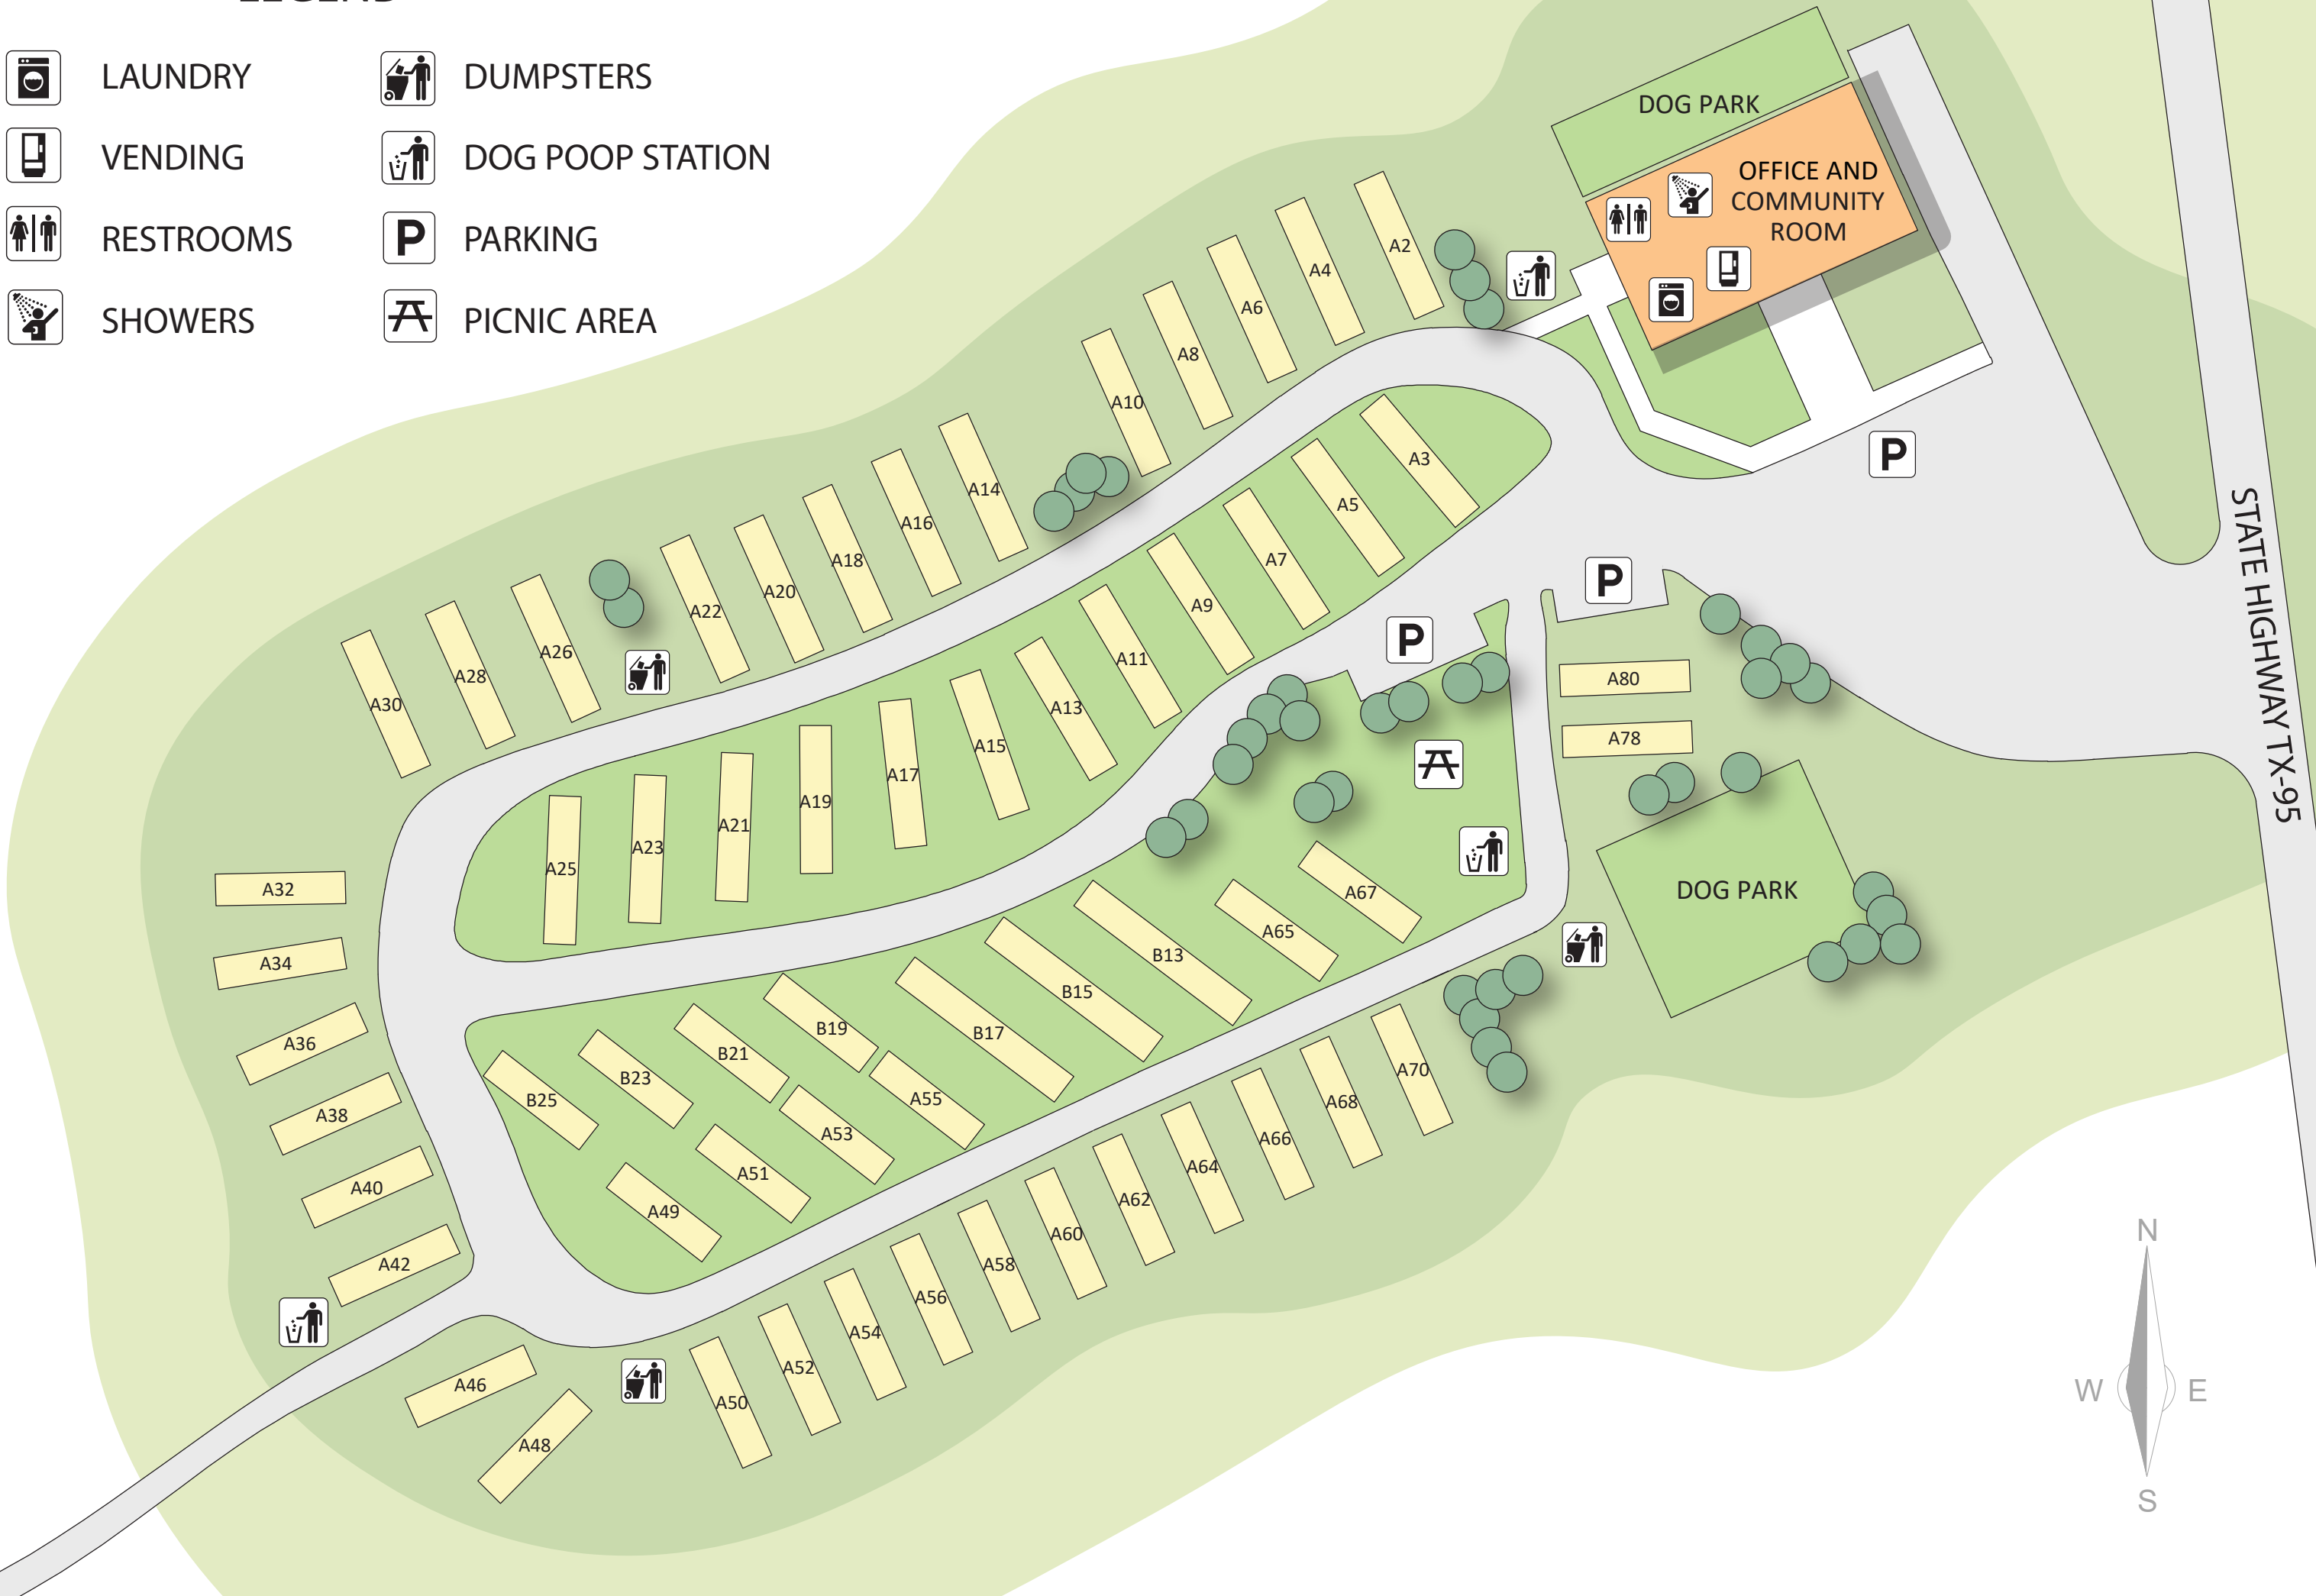 LEGEND
LAUNDRY
VENDING
RESTROOMS
SHOWERS
DUMPSTERS
DOG POOP STATION
P PARKING
PICNIC AREA
DOG PARK
OFFICE AND
COMMUNITY
ROOM
P
P
P
STATE HIGHWAY TX-95
A2
A4
A6
A8
A10
A14
A16
A18
A20
A22
A26
A28
A30
A3
A5
A7
A9
A11
A13
A15
A17
A19
A21
A23
A25
A80
A78
DOG PARK
A32
A34
A36
A38
A40
A42
A67
A65
B13
B15
B17
B19
B21
B23
B25
A55
A53
A51
A49
A70
A68
A66
A64
A62
A60
A58
A56
A54
A52
A50
A46
A48
N
W
E
S